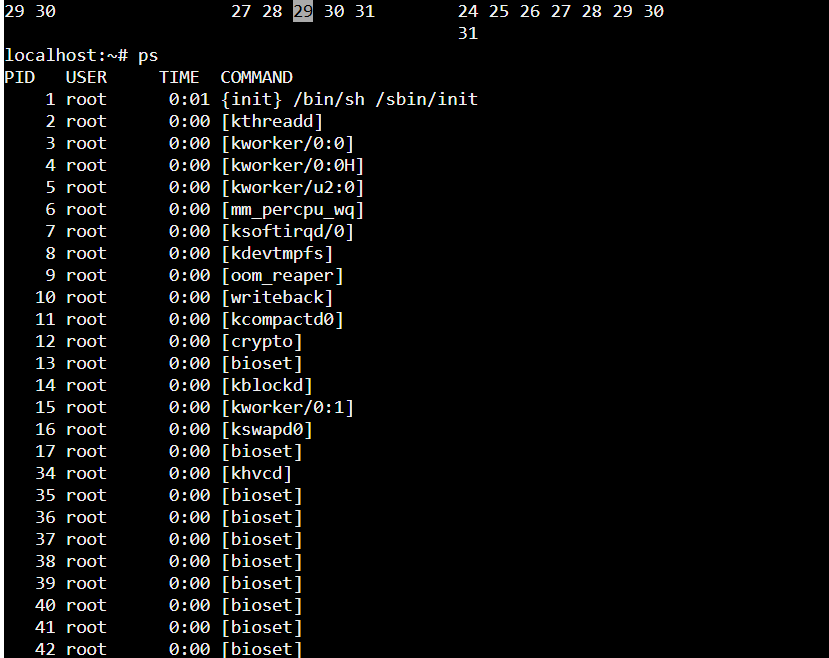 29 30                 27 28 29 30 31        24 25 26 27 28 29 30
                                            31
localhost:~# ps
PID   USER     TIME  COMMAND
    1 root      0:01 {init} /bin/sh /sbin/init
    2 root      0:00 [kthreadd]
    3 root      0:00 [kworker/0:0]
    4 root      0:00 [kworker/0:0H]
    5 root      0:00 [kworker/u2:0]
    6 root      0:00 [mm_percpu_wq]
    7 root      0:00 [ksoftirqd/0]
    8 root      0:00 [kdevtmpfs]
    9 root      0:00 [oom_reaper]
   10 root      0:00 [writeback]
   11 root      0:00 [kcompactd0]
   12 root      0:00 [crypto]
   13 root      0:00 [bioset]
   14 root      0:00 [kblockd]
   15 root      0:00 [kworker/0:1]
   16 root      0:00 [kswapd0]
   17 root      0:00 [bioset]
   34 root      0:00 [khvcd]
   35 root      0:00 [bioset]
   36 root      0:00 [bioset]
   37 root      0:00 [bioset]
   38 root      0:00 [bioset]
   39 root      0:00 [bioset]
   40 root      0:00 [bioset]
   41 root      0:00 [bioset]
   42 root      0:00 [bioset]